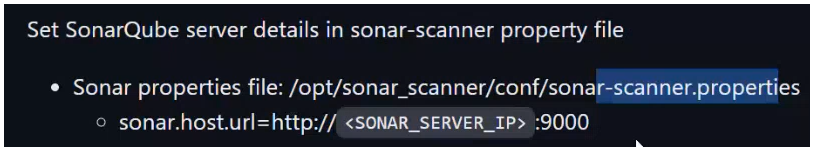 Set SonarQube server details in sonar-scanner property file
• Sonar properties file: /opt/sonar_scanner/conf/sonar-scanner.properties
○ sonar.host.url=http://<SONAR_SERVER_IP>:9000